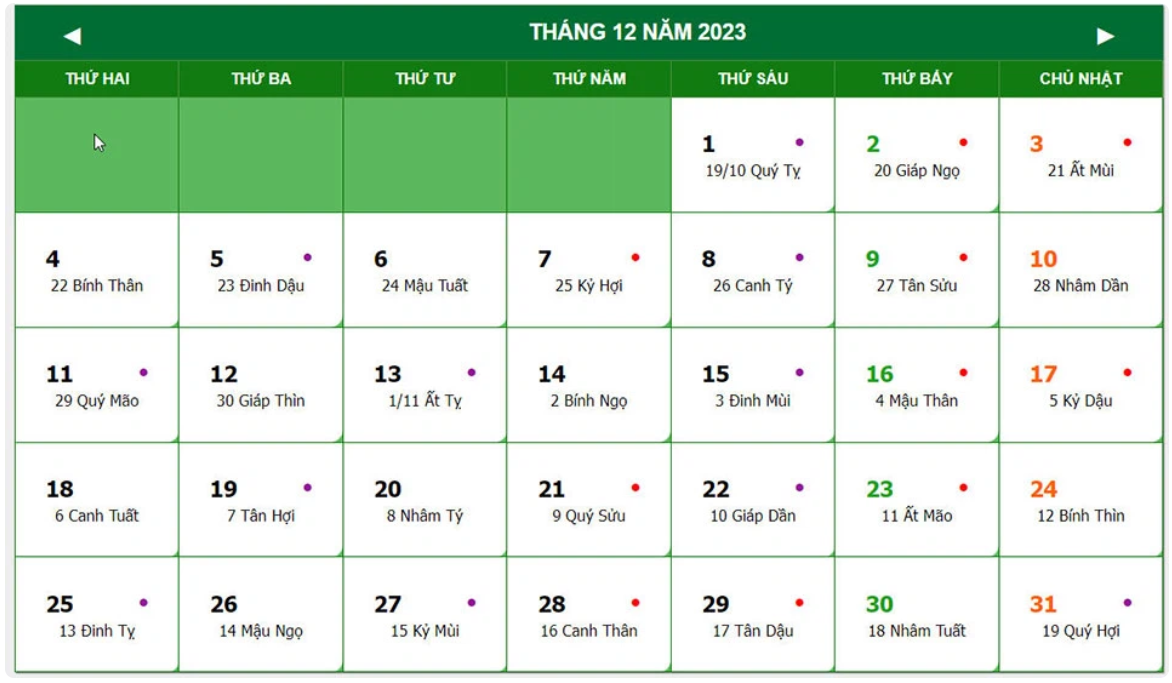 THÁNG 12 NĂM 2023
THỨ HAI THỨ BA THỨ TƯ THỨ NĂM THỨ SÁU THỨ BẢY CHỦ NHẬT
1 2 3
19/10 Quý Tỵ 20 Giáp Ngọ 21 Ất Mùi
4 5 6 7 8 9 10
22 Bính Thân 23 Đinh Dậu 24 Mậu Tuất 25 Kỷ Hợi 26 Canh Tý 27 Tân Sửu 28 Nhâm Dần
11 12 13 14 15 16 17
29 Quý Mão 30 Giáp Thìn 1/11 Ất Tỵ 2 Bính Ngọ 3 Đinh Mùi 4 Mậu Thân 5 Kỷ Dậu
18 19 20 21 22 23 24
6 Canh Tuất 7 Tân Hợi 8 Nhâm Tý 9 Quý Sửu 10 Giáp Dần 11 Ất Mão 12 Bính Thìn
25 26 27 28 29 30 31
13 Đinh Tỵ 14 Mậu Ngọ 15 Kỷ Mùi 16 Canh Thân 17 Tân Dậu 18 Nhâm Tuất 19 Quý Hợi